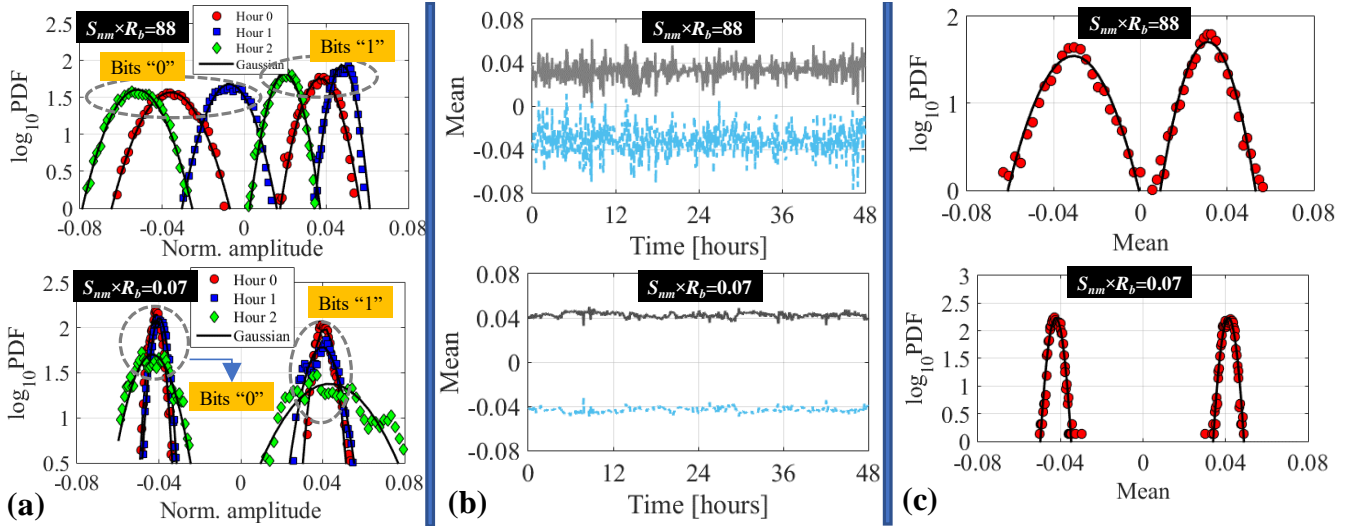 S_nm×R_b=88
Hour 0
Hour 1
Hour 2
Gaussian
Bits “0”
Bits “1”
log10PDF
2.5
2
1.5
1
0.5
0
-0.08 -0.04 0 0.04 0.08
Norm. amplitude
S_nm×R_b=0.07
Hour 0
Hour 1
Hour 2
Gaussian
Bits “1”
Bits “0”
log10PDF
2.5
2
1.5
1
0.5
-0.08 -0.04 0 0.04 0.08
Norm. amplitude
(a)
S_nm×R_b=88
Mean
0.08
0.04
0
-0.04
-0.08
0 12 24 36 48
Time [hours]
S_nm×R_b=0.07
Mean
0.08
0.04
0
-0.04
-0.08
0 12 24 36 48
Time [hours]
(b)
S_nm×R_b=88
log10PDF
2
1
0
-0.08 -0.04 0 0.04 0.08
Mean
S_nm×R_b=0.07
log10PDF
3
2.5
2
1.5
1
0.5
0
-0.08 -0.04 0 0.04 0.08
Mean
(c)